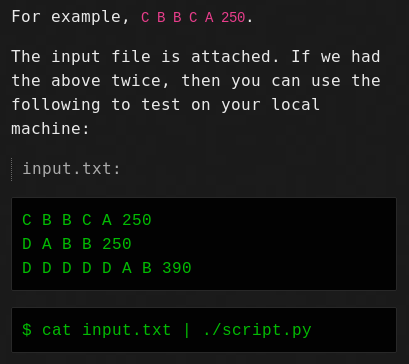 For example, C B B C A 250.
The input file is attached. If we had
the above twice, then you can use the
following to test on your local
machine:
input.txt:
C B B C A 250
D A B B 250
D D D D D A B 390
$ cat input.txt | ./script.py